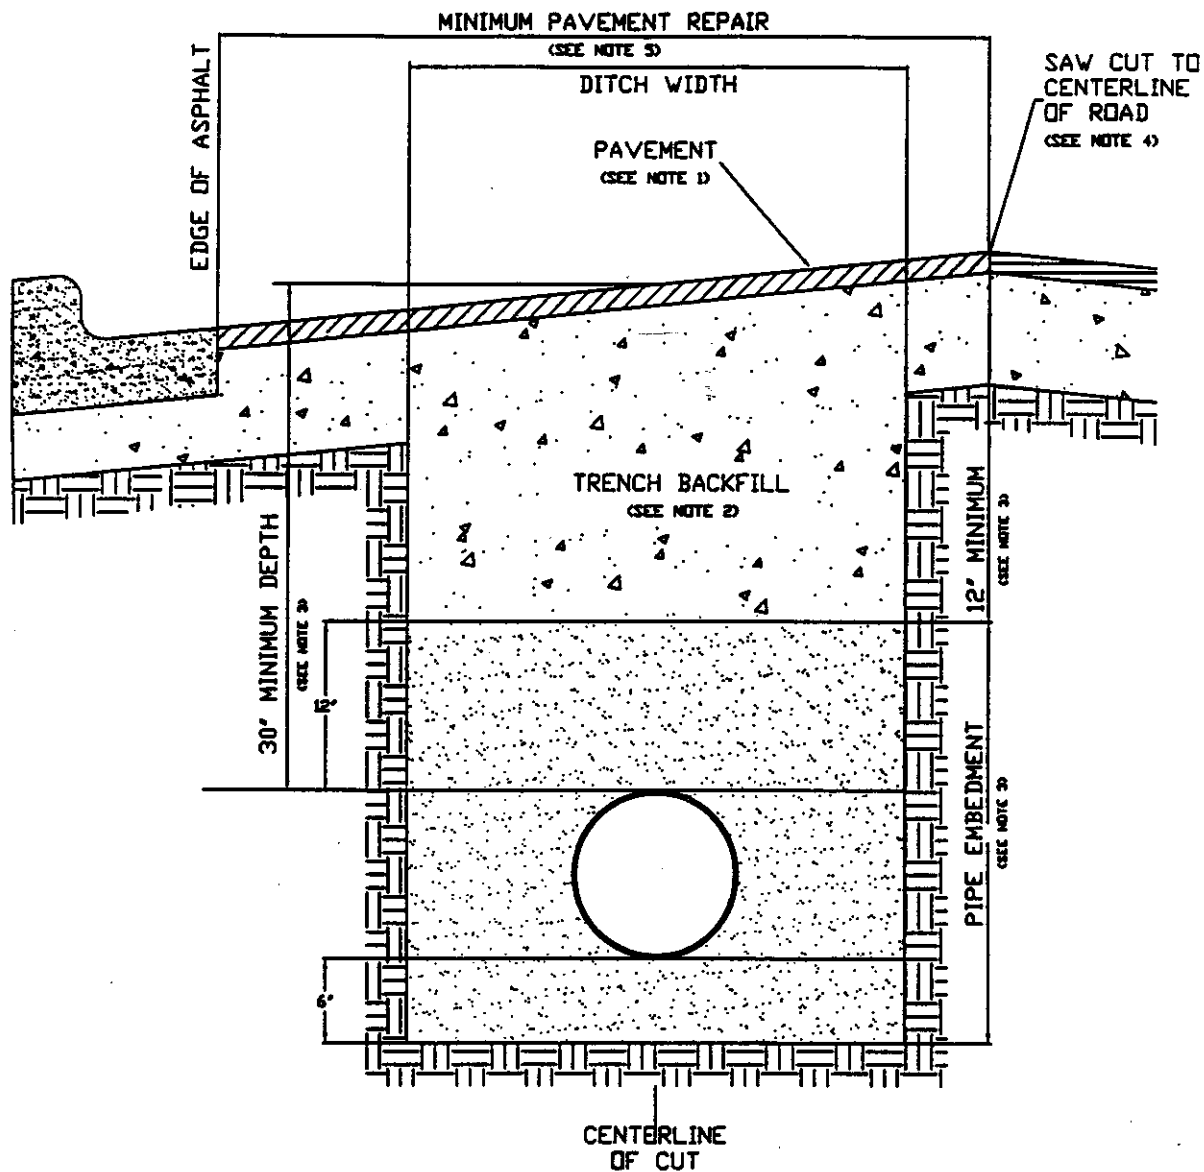 MINIMUM PAVEMENT REPAIR
(SEE NOTE 5)
DITCH WIDTH
EDGE OF ASPHALT
SAW CUT TO
CENTERLINE
OF ROAD
(SEE NOTE 4)
PAVEMENT
(SEE NOTE 1)
TRENCH BACKFILL
(SEE NOTE 2)
30" MINIMUM DEPTH
(SEE NOTE 3)
12"
12" MINIMUM
(SEE NOTE 3)
PIPE EMBEDMENT
(SEE NOTE 3)
6"
CENTERLINE
OF CUT